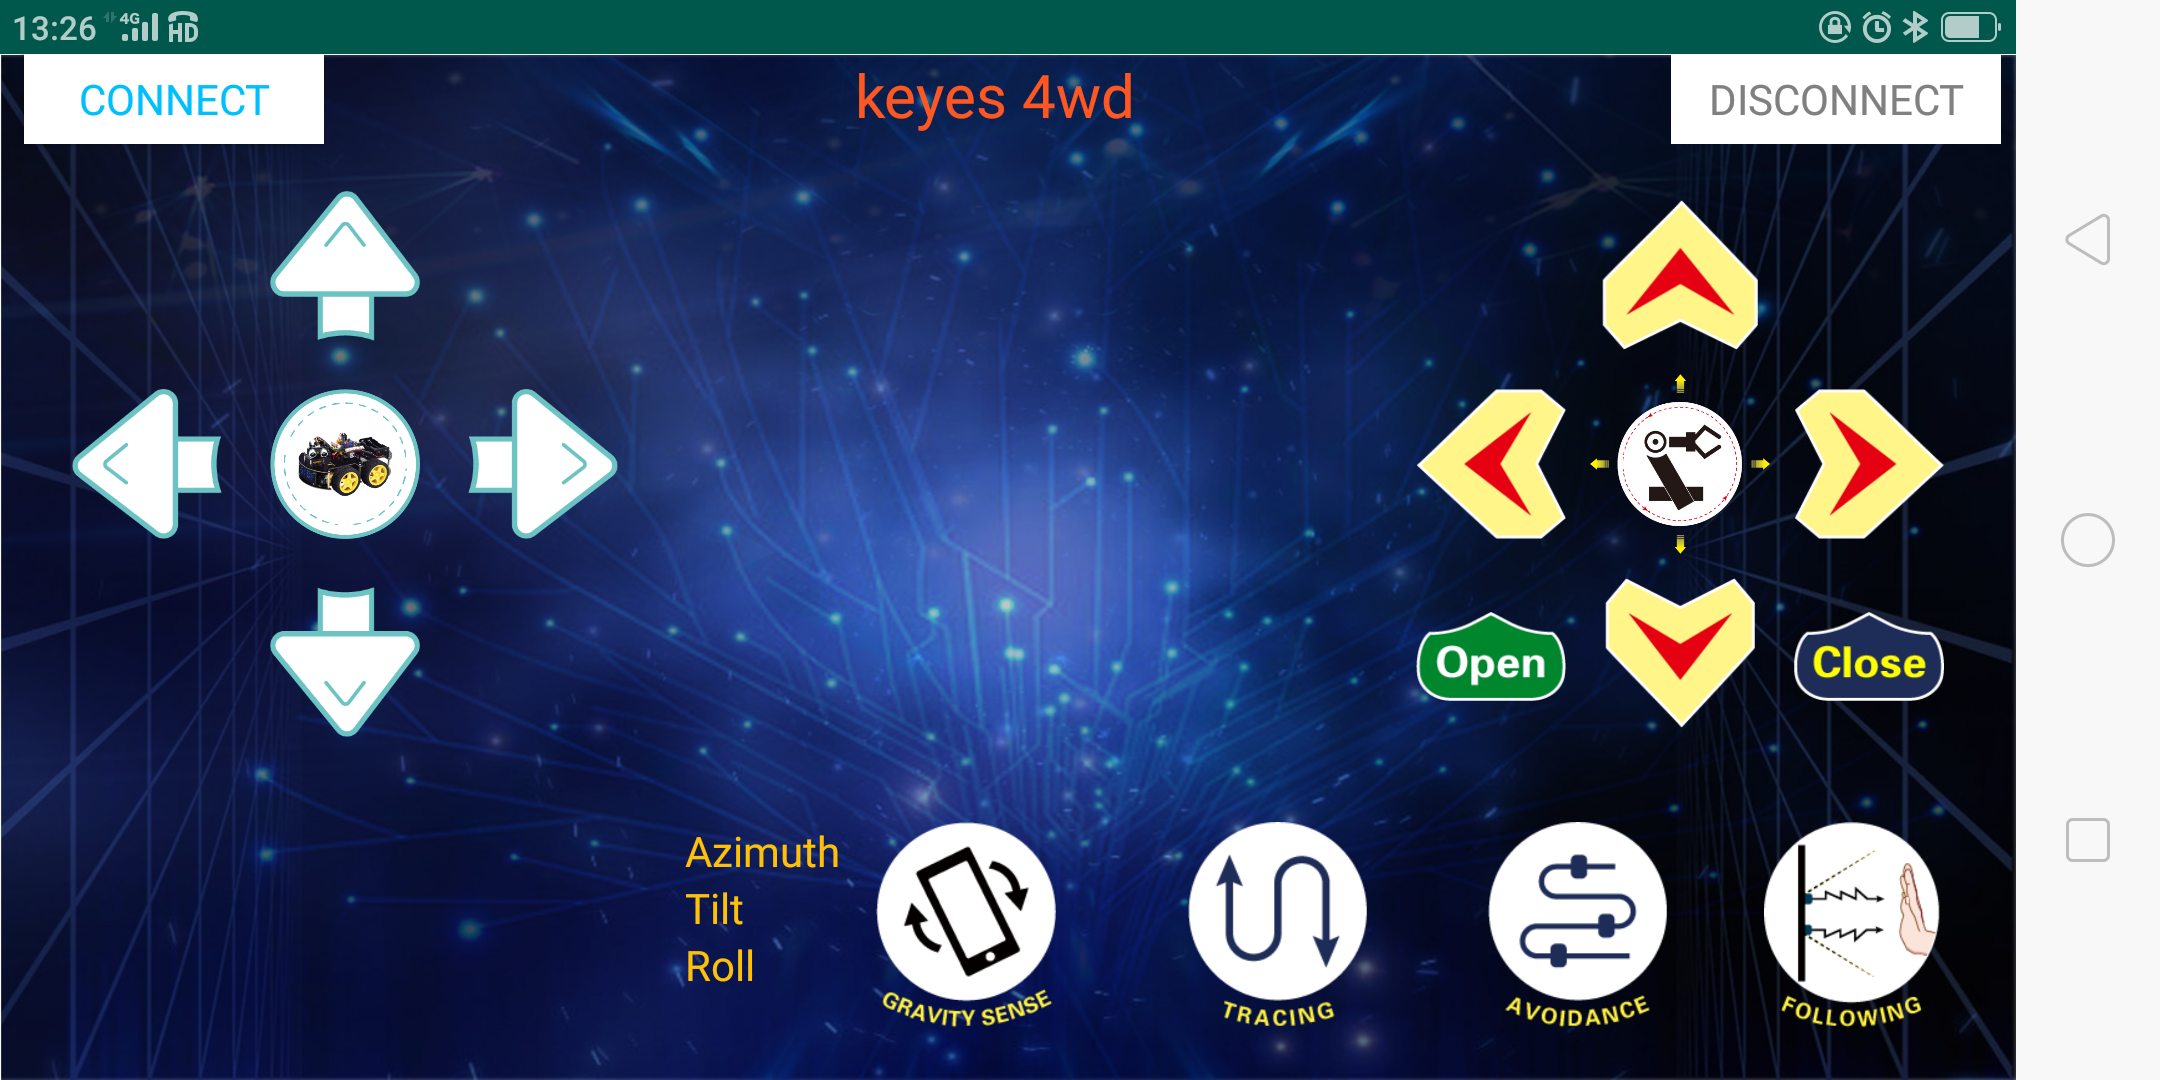 13:26 4G HD
CONNECT
keyes 4wd
DISCONNECT
Open
Close
Azimuth
Tilt
Roll
GRAVITY SENSE
TRACING
AVOIDANCE
FOLLOWING